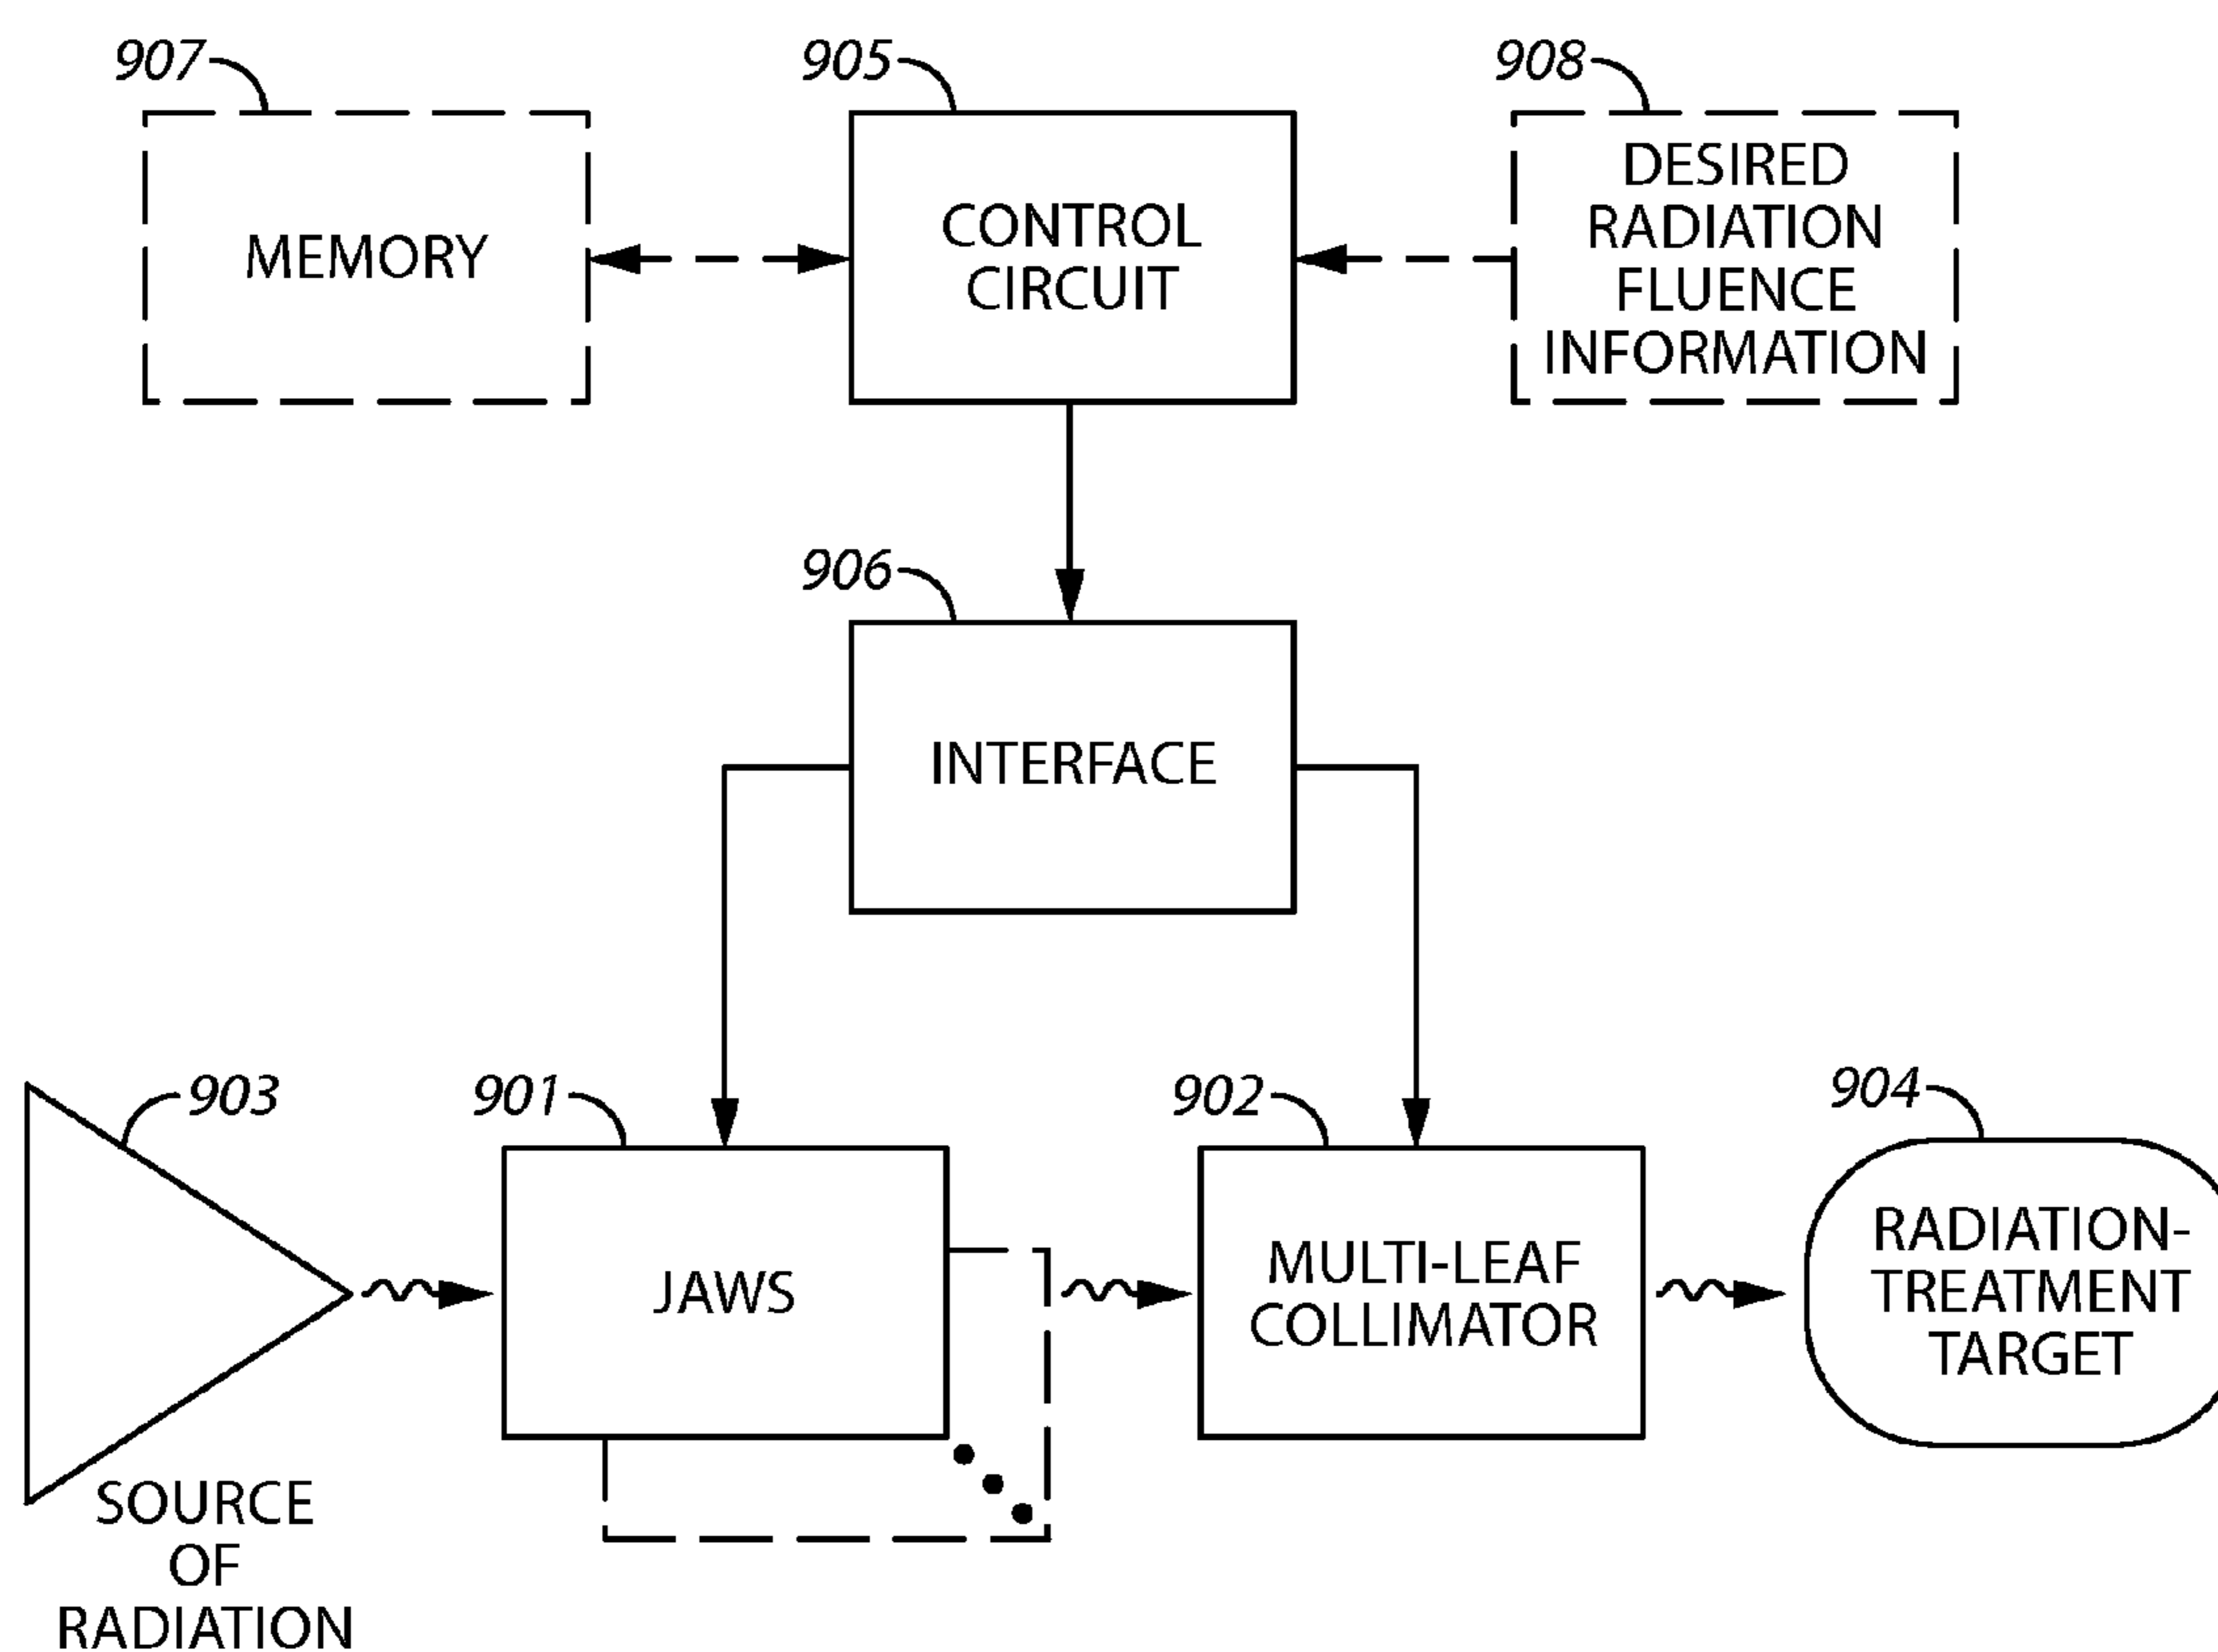 907
905
908
MEMORY
CONTROL
CIRCUIT
DESIRED
RADIATION
FLUENCE
INFORMATION
906
INTERFACE
903
901
902
904
JAWS
MULTI-LEAF
COLLIMATOR
RADIATION-
TREATMENT
TARGET
SOURCE
OF
RADIATION